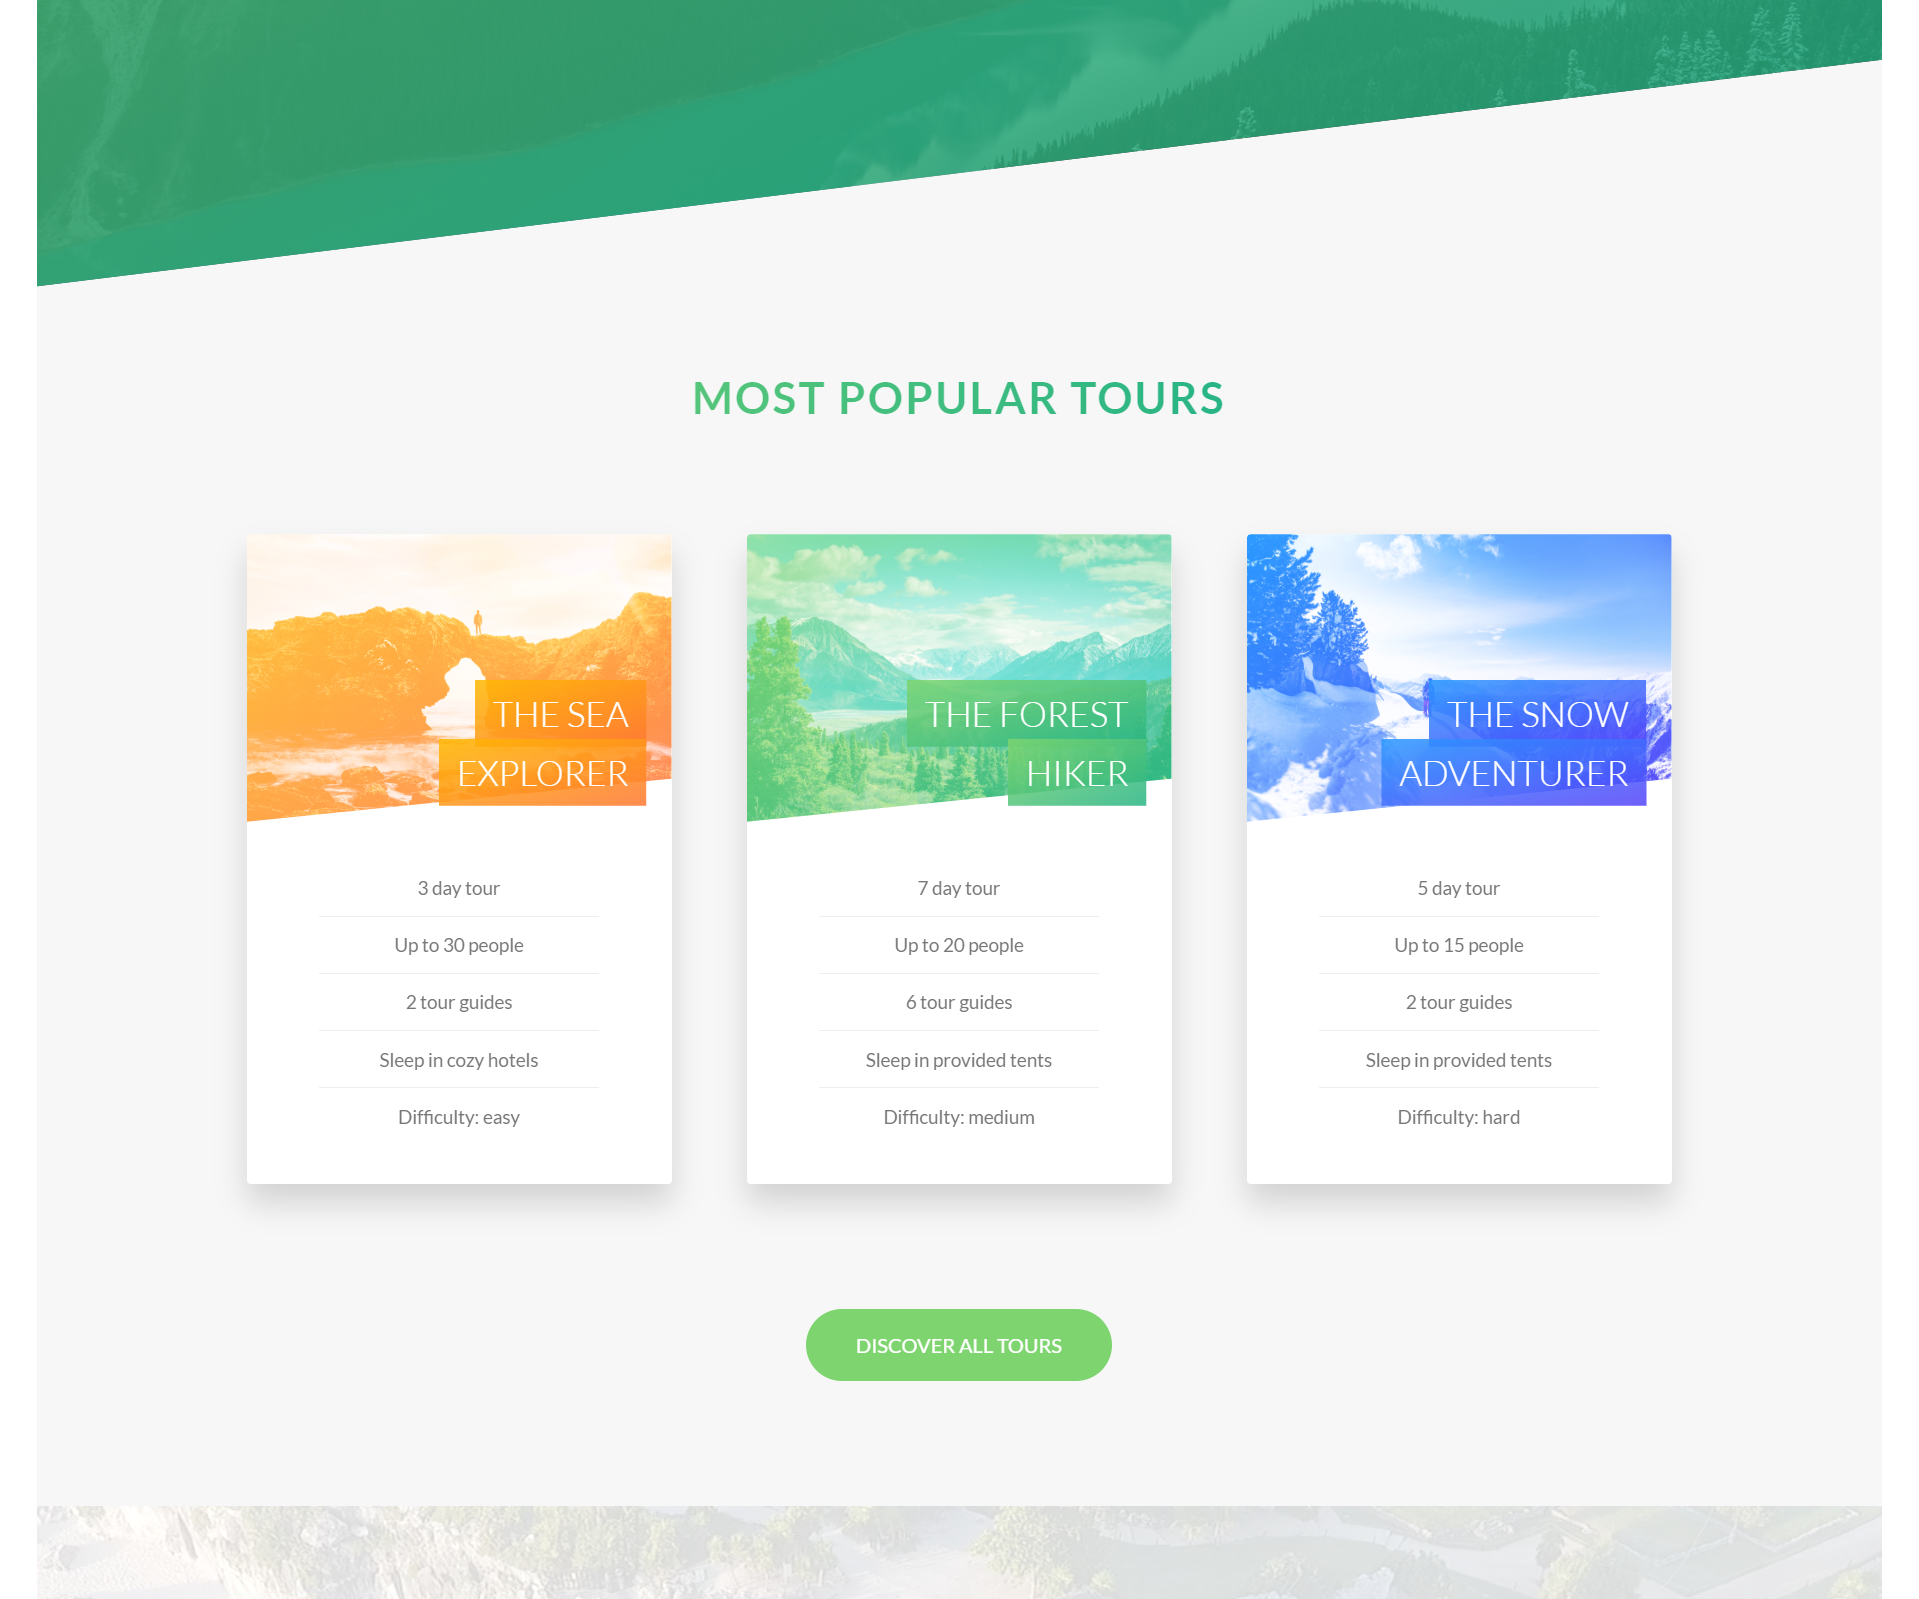 MOST POPULAR TOURS
THE SEA
EXPLORER
3 day tour
Up to 30 people
2 tour guides
Sleep in cozy hotels
Difficulty: easy
THE FOREST
HIKER
7 day tour
Up to 20 people
6 tour guides
Sleep in provided tents
Difficulty: medium
THE SNOW
ADVENTURER
5 day tour
Up to 15 people
2 tour guides
Sleep in provided tents
Difficulty: hard
DISCOVER ALL TOURS